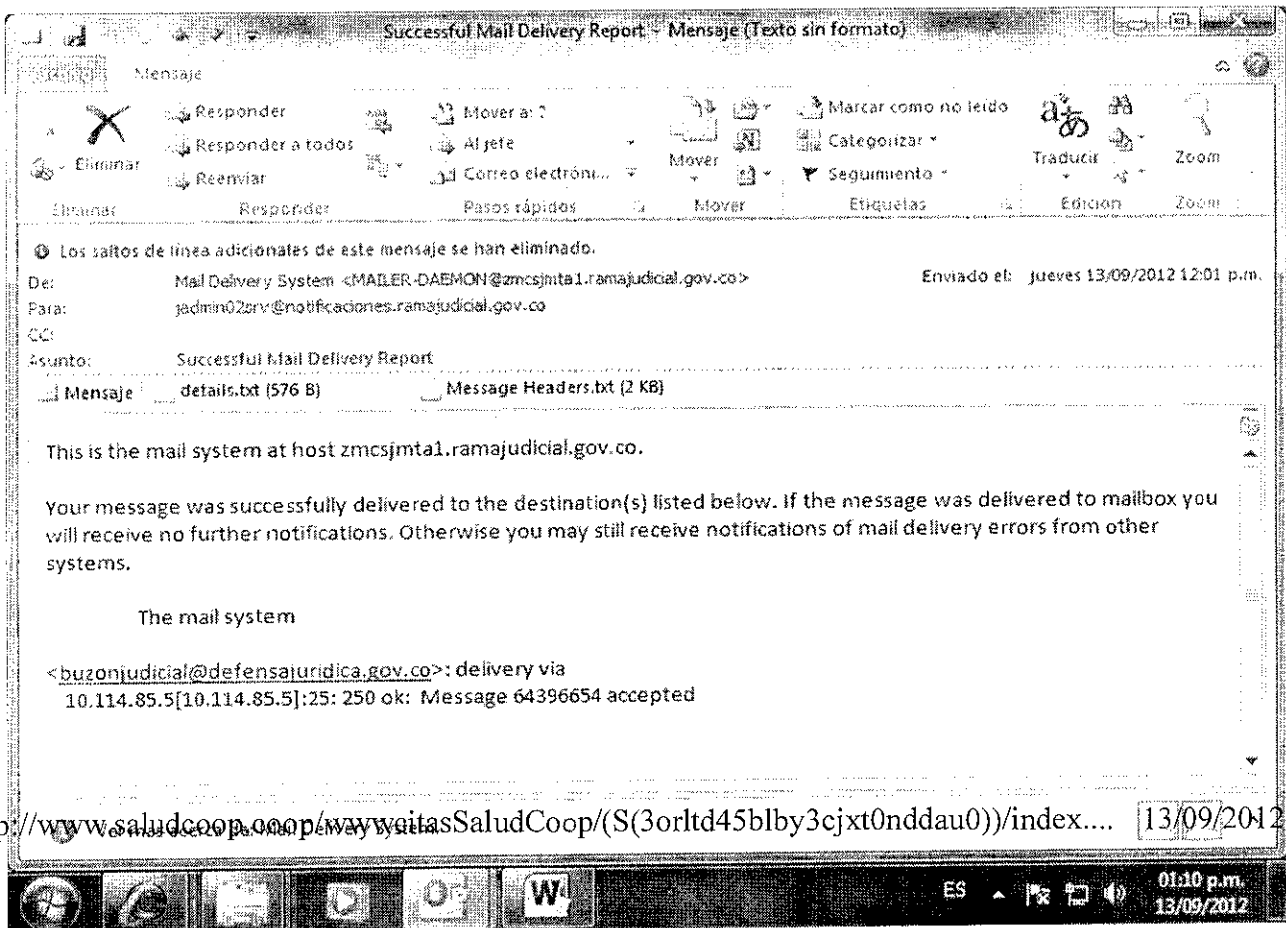 Successful Mail Delivery Report - Mensaje (Texto sin formato)
Mensaje
Eliminar
Responder
Responder a todos
Reenviar
Mover a: ?
Al jefe
Correo electróni...
Mover
Marcar como no leído
Categorizar
Seguimiento
Traducir
Zoom
Eliminar Responder Pasos rápidos Mover Etiquetas Edición Zoom
Los saltos de línea adicionales de este mensaje se han eliminado.
De: Mail Delivery System <MAILER-DAEMON@zmcsjmta1.ramajudicial.gov.co> Enviado el: jueves 13/09/2012 12:01 p.m.
Para: jadmin02srv@notificaciones.ramajudicial.gov.co
CC:
Asunto: Successful Mail Delivery Report
Mensaje details.txt (576 B) Message Headers.txt (2 KB)
This is the mail system at host zmcsjmta1.ramajudicial.gov.co.
Your message was successfully delivered to the destination(s) listed below. If the message was delivered to mailbox you
will receive no further notifications. Otherwise you may still receive notifications of mail delivery errors from other
systems.
The mail system
<buzonjudicial@defensajuridica.gov.co>: delivery via
10.114.85.5[10.114.85.5]:25: 250 ok: Message 64396654 accepted
://www.saludcoop.coop/wwwcitasSaludCoop/(S(3orltd45blby3cjxt0nddau0))/index.... 13/09/2012
ES 01:10 p.m.
13/09/2012